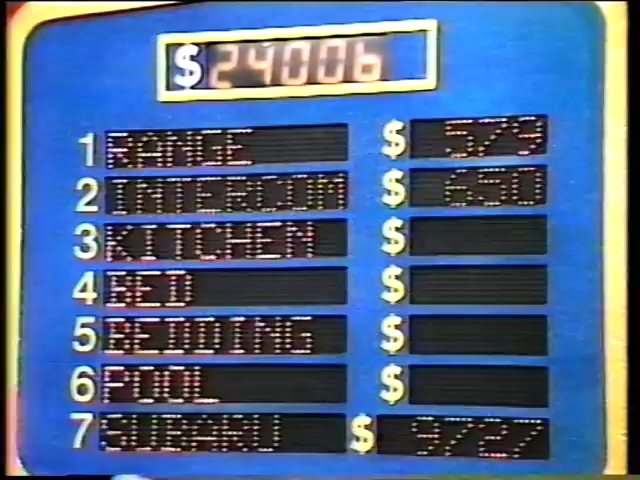 $24006
1 RANGE $ 579
2 INTERCOM $ 650
3 KITCHEN $
4 BED $
5 BEDDING $
6 POOL $
7 SUBARU $ 9727